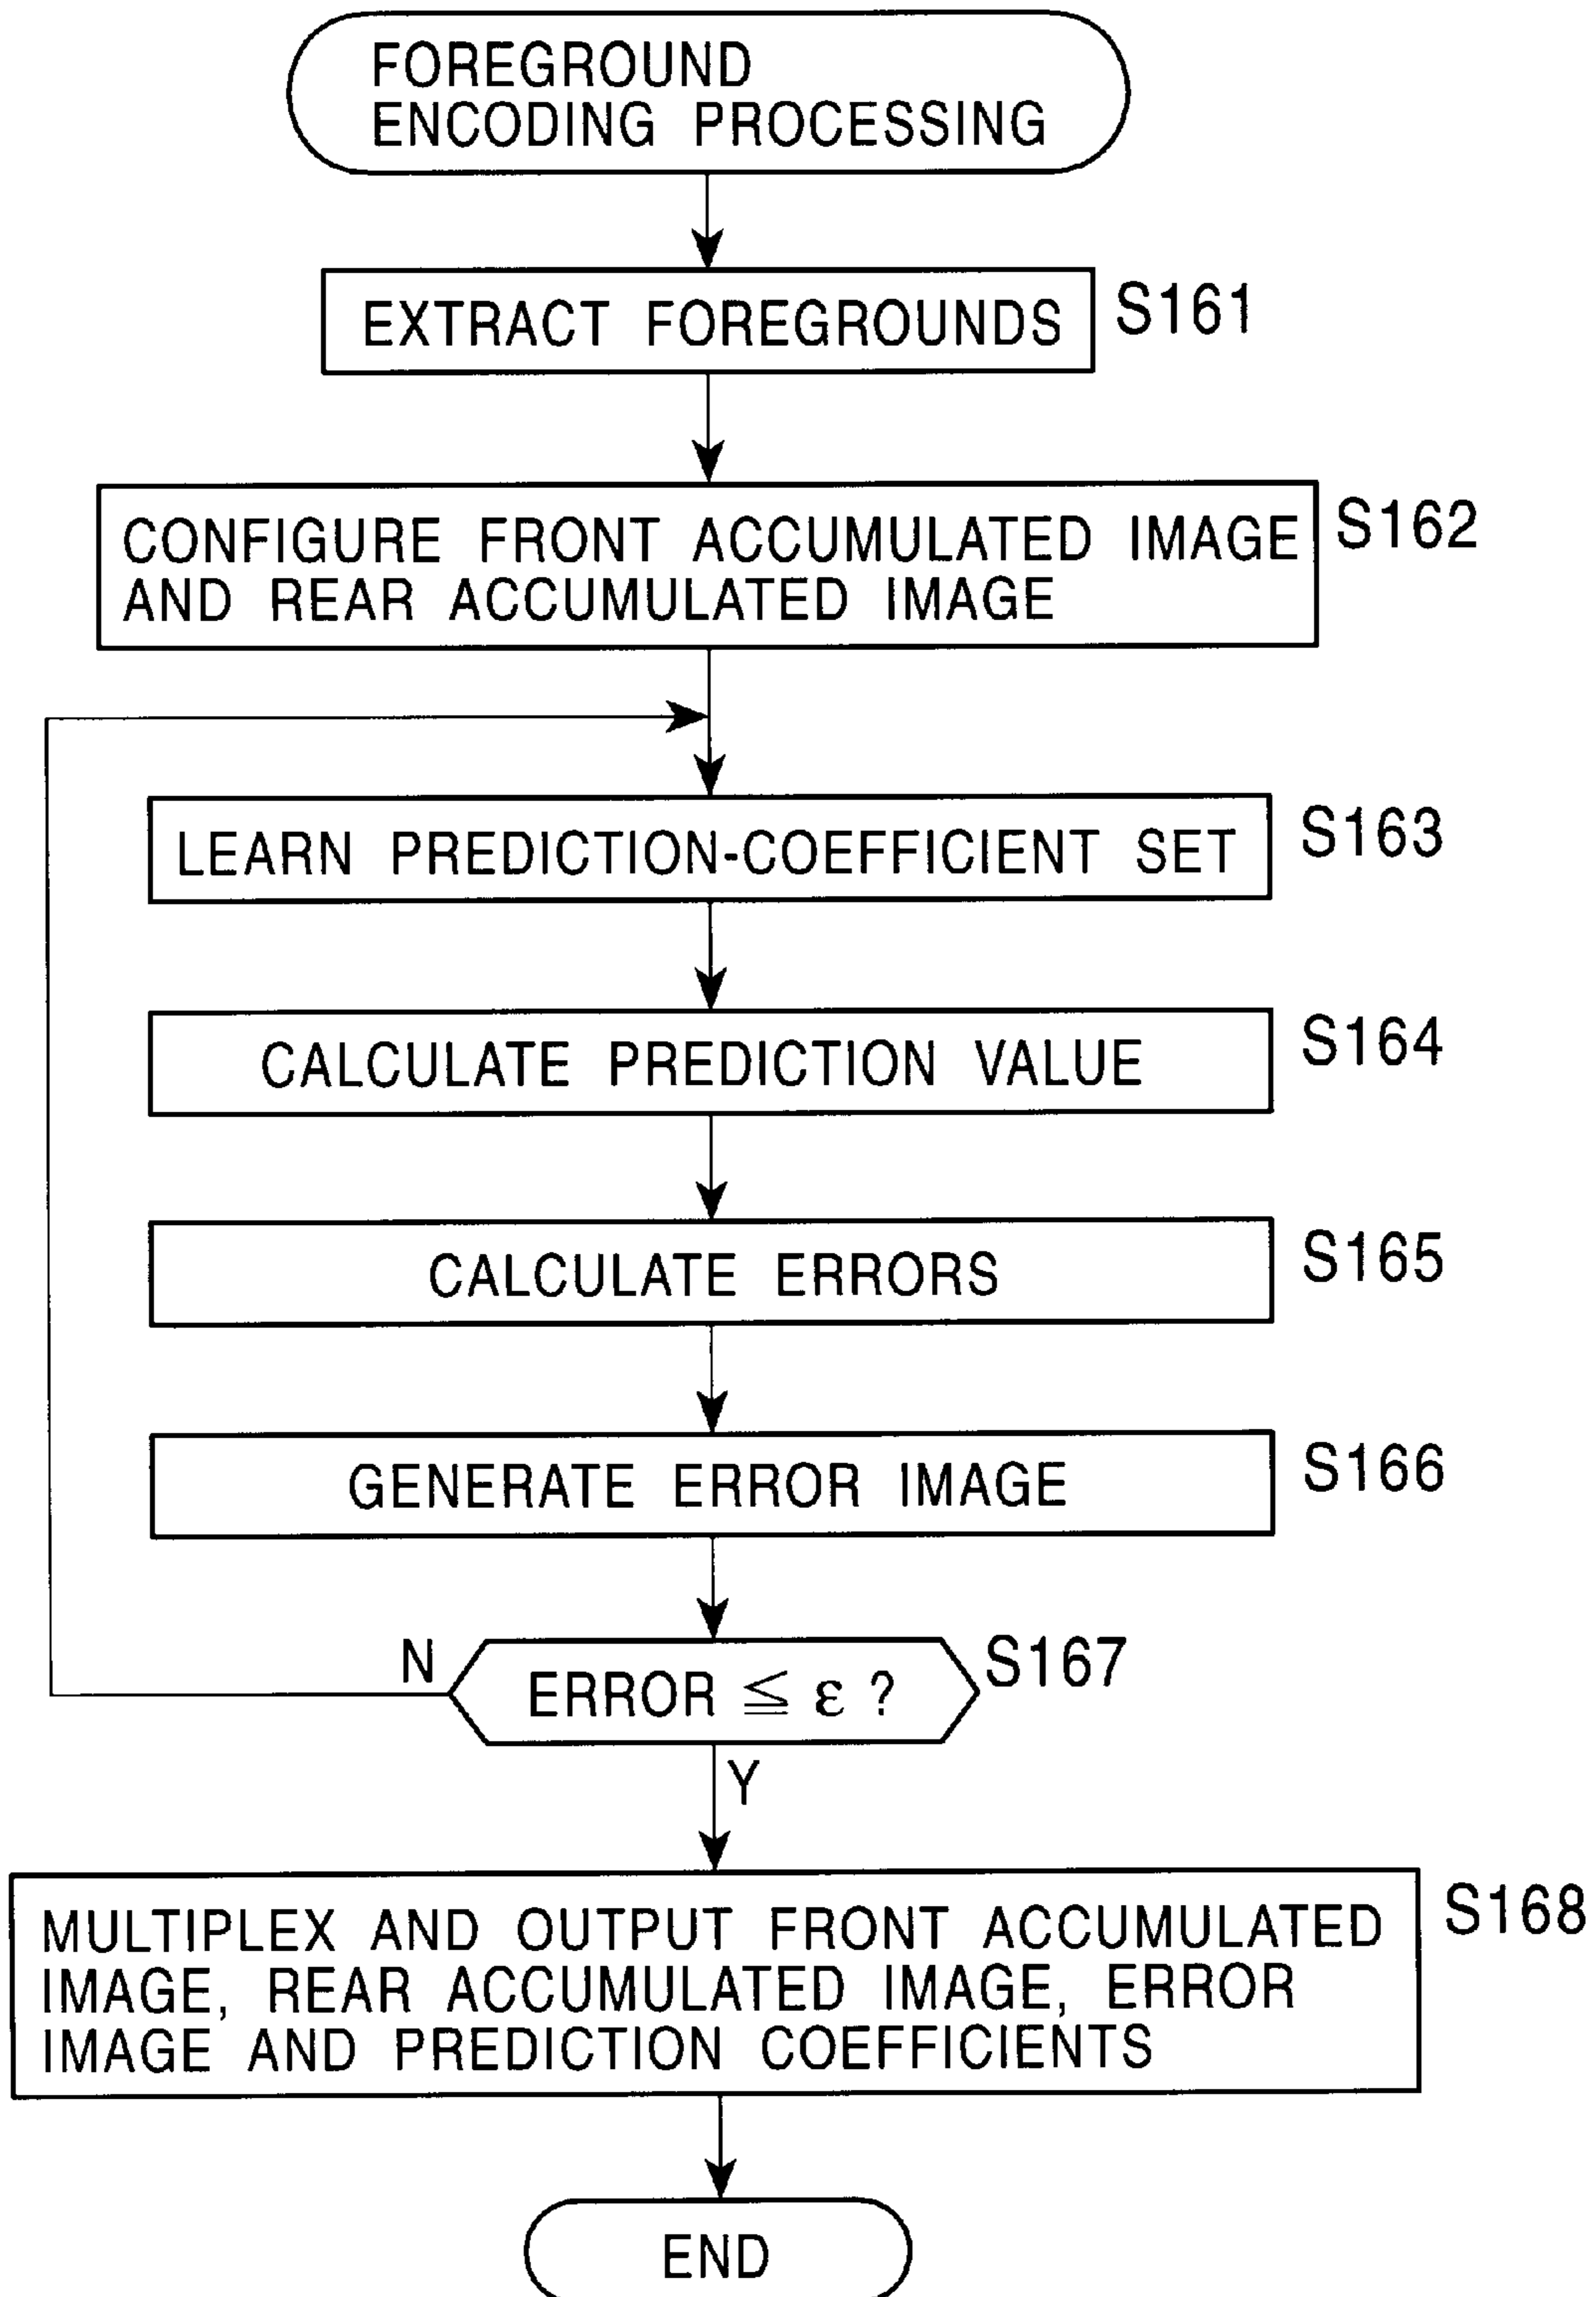 FOREGROUND
ENCODING PROCESSING
EXTRACT FOREGROUNDS
S161
CONFIGURE FRONT ACCUMULATED IMAGE
AND REAR ACCUMULATED IMAGE
S162
LEARN PREDICTION-COEFFICIENT SET
S163
CALCULATE PREDICTION VALUE
S164
CALCULATE ERRORS
S165
GENERATE ERROR IMAGE
S166
N
ERROR ≦ ε ?
S167
Y
MULTIPLEX AND OUTPUT FRONT ACCUMULATED
IMAGE, REAR ACCUMULATED IMAGE, ERROR
IMAGE AND PREDICTION COEFFICIENTS
S168
END